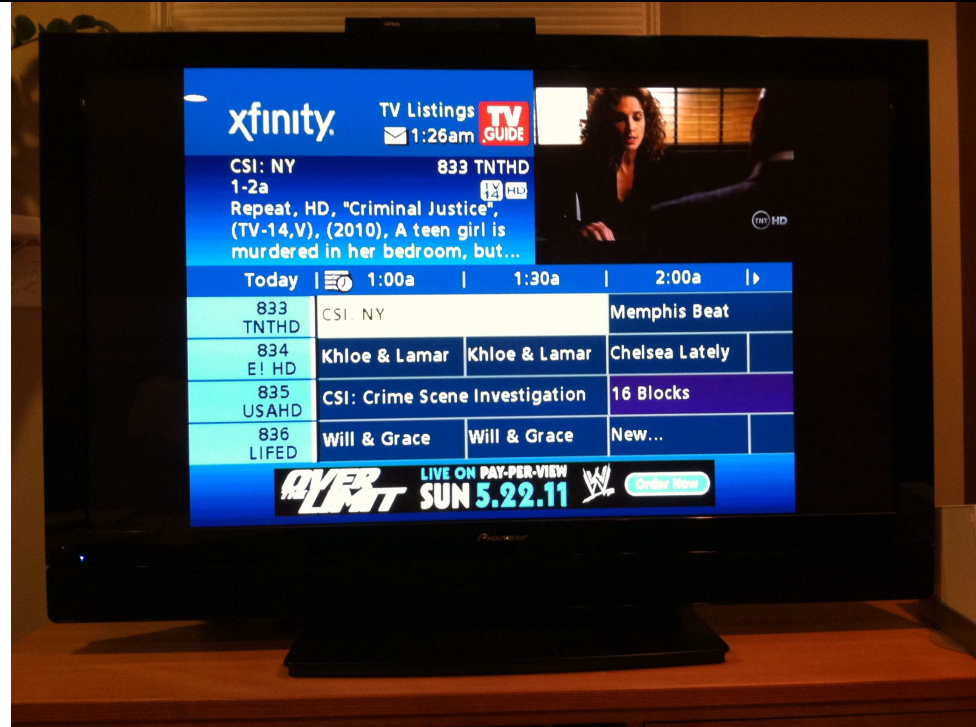 xfinity.
TV Listings
1:26am
TV
GUIDE
CSI: NY
833 TNTHD
1-2a
TV
14
HD
Repeat, HD, "Criminal Justice",
(TV-14,V), (2010), A teen girl is
murdered in her bedroom, but...
TNT HD
Today
1:00a
1:30a
2:00a
833
TNTHD
CSI: NY
Memphis Beat
834
E! HD
Khloe & Lamar
Khloe & Lamar
Chelsea Lately
835
USAHD
CSI: Crime Scene Investigation
16 Blocks
836
LIFED
Will & Grace
Will & Grace
New...
OVER
THE
LIMIT
LIVE ON PAY-PER-VIEW
SUN 5.22.11
W
Order Now
Pioneer